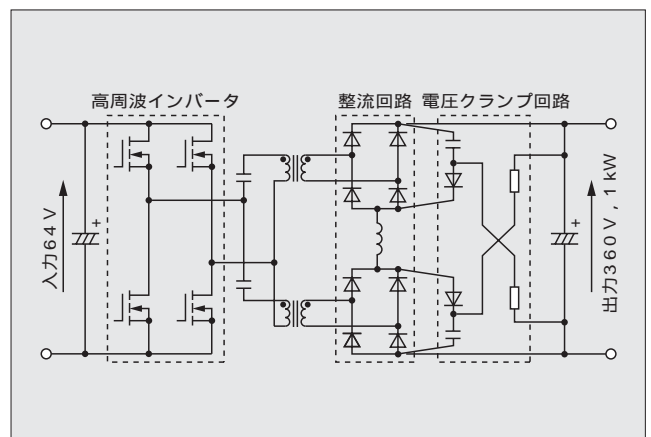 高周波インバータ
整流回路
電圧クランプ回路
入力64V
+
+
出力360V,1kW